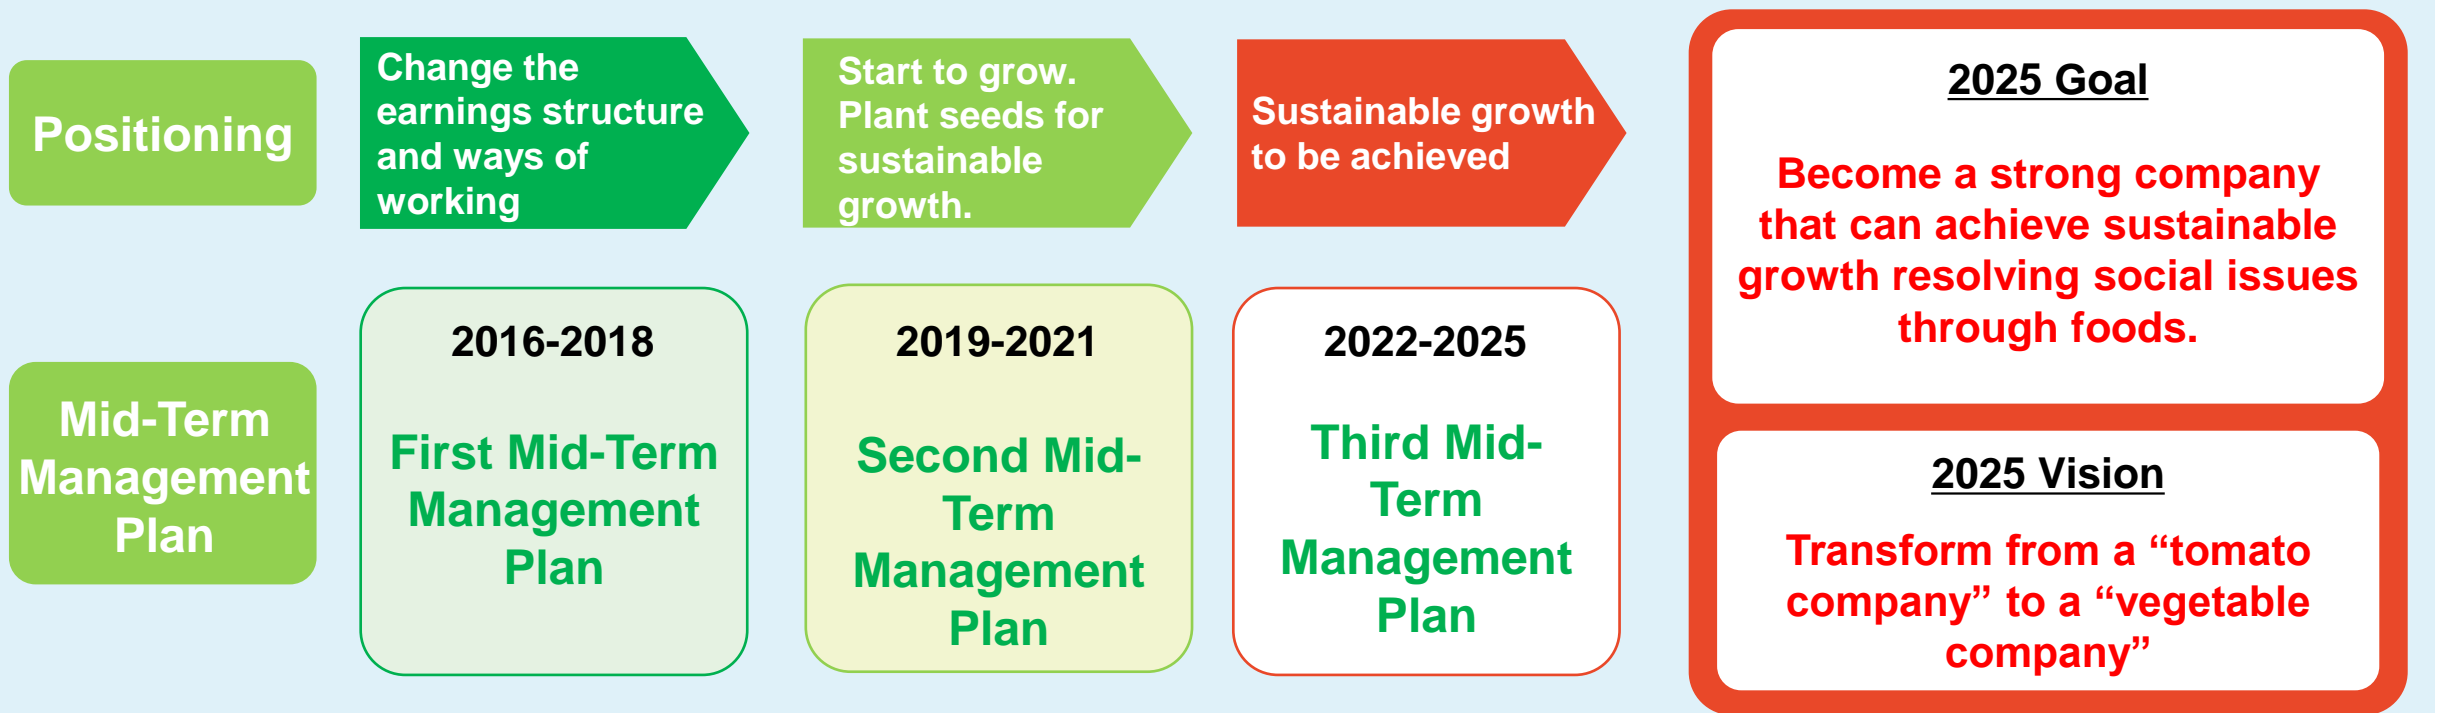 Positioning
Change the
earnings structure
and ways of
working
Start to grow.
Plant seeds for
sustainable
growth.
Sustainable growth
to be achieved
Mid-Term
Management
Plan
2016-2018
First Mid-Term
Management
Plan
2019-2021
Second Mid-
Term
Management
Plan
2022-2025
Third Mid-
Term
Management
Plan
2025 Goal
Become a strong company
that can achieve sustainable
growth resolving social issues
through foods.
2025 Vision
Transform from a “tomato
company” to a “vegetable
company”